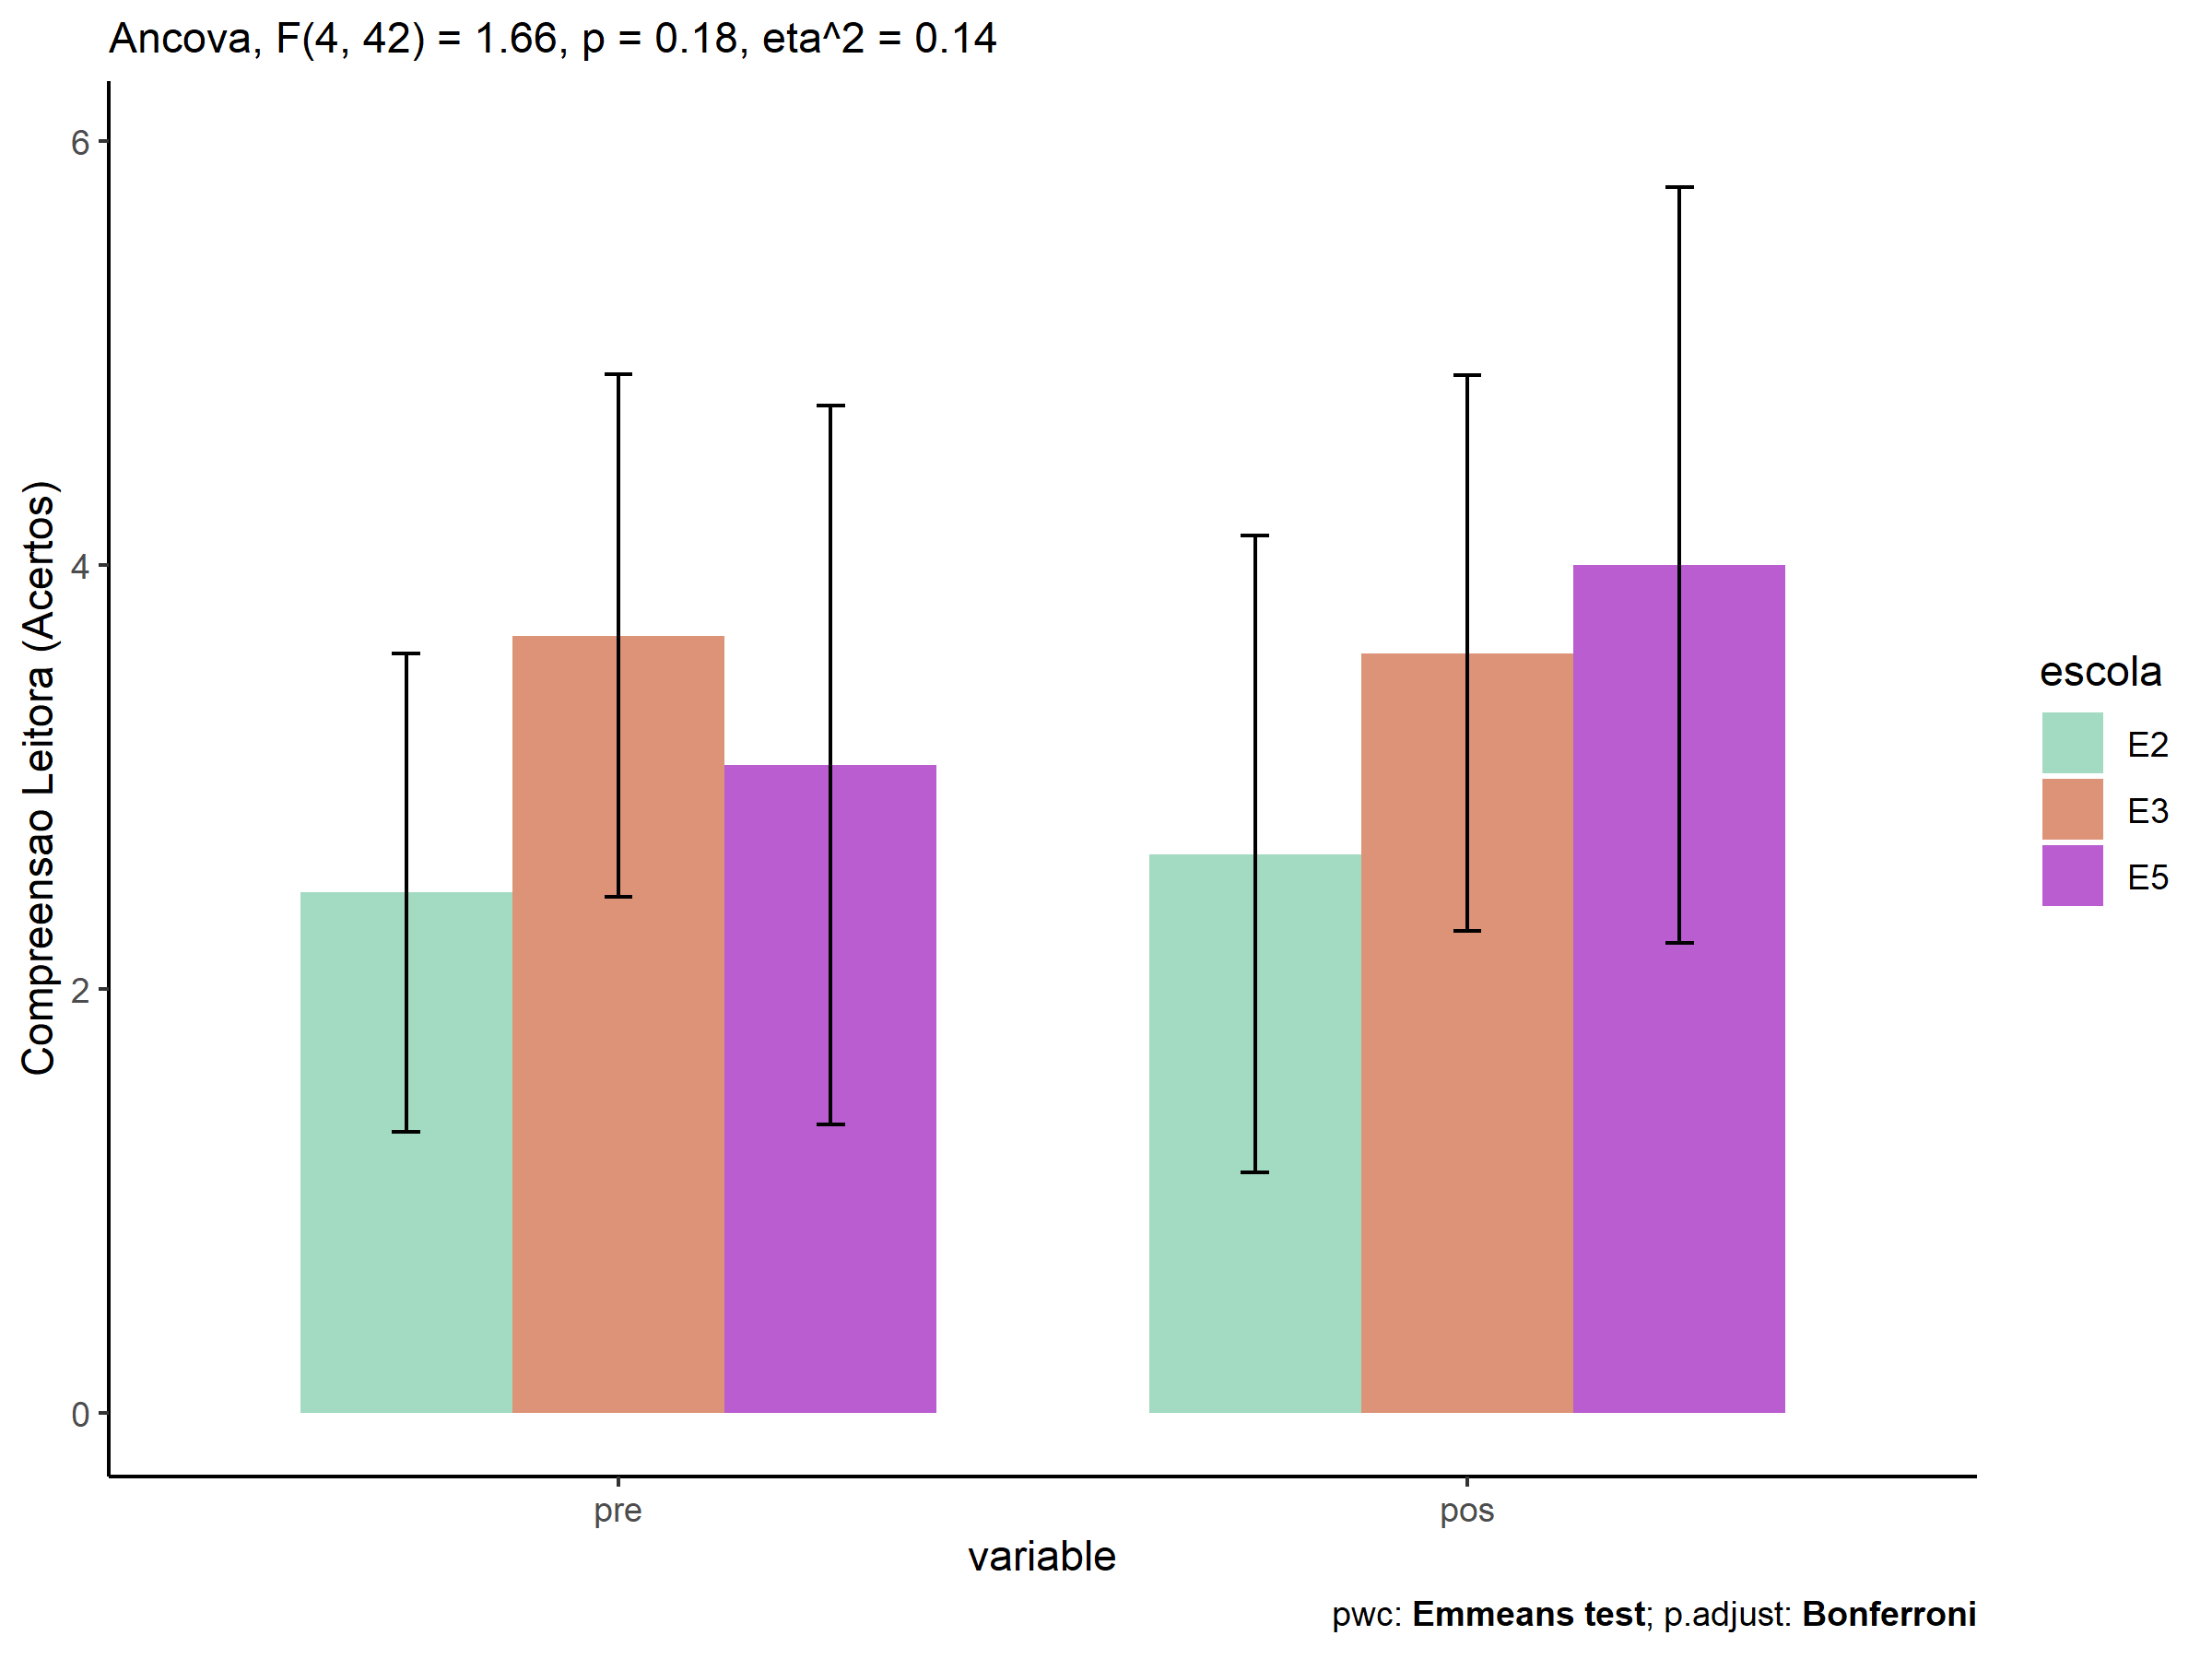 Ancova, F(4, 42) = 1.66, p = 0.18, eta^2 = 0.14
Compreensao Leitora (Acertos)
6
4
2
0
pre
pos
variable
escola
E2
E3
E5
pwc: Emmeans test; p.adjust: Bonferroni